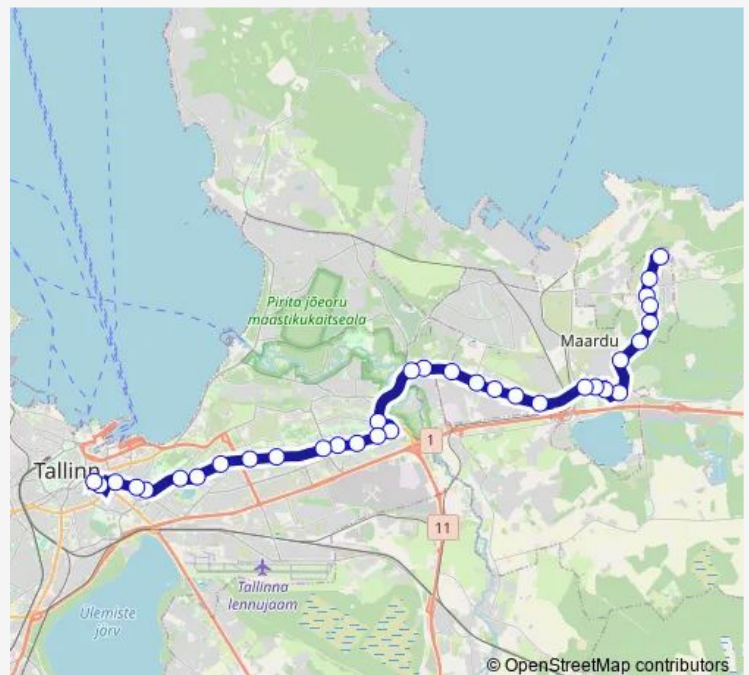 Pirita jõeoru
maastikukaitseala
Maardu
1
Tallinn
11
Tallinna
lennujaam
Ülemiste
järv
© OpenStreetMap contributors